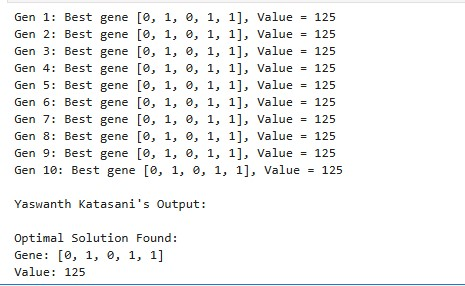 Gen 1: Best gene [0, 1, 0, 1, 1], Value = 125
Gen 2: Best gene [0, 1, 0, 1, 1], Value = 125
Gen 3: Best gene [0, 1, 0, 1, 1], Value = 125
Gen 4: Best gene [0, 1, 0, 1, 1], Value = 125
Gen 5: Best gene [0, 1, 0, 1, 1], Value = 125
Gen 6: Best gene [0, 1, 0, 1, 1], Value = 125
Gen 7: Best gene [0, 1, 0, 1, 1], Value = 125
Gen 8: Best gene [0, 1, 0, 1, 1], Value = 125
Gen 9: Best gene [0, 1, 0, 1, 1], Value = 125
Gen 10: Best gene [0, 1, 0, 1, 1], Value = 125
Yaswanth Katasani's Output:
Optimal Solution Found:
Gene: [0, 1, 0, 1, 1]
Value: 125